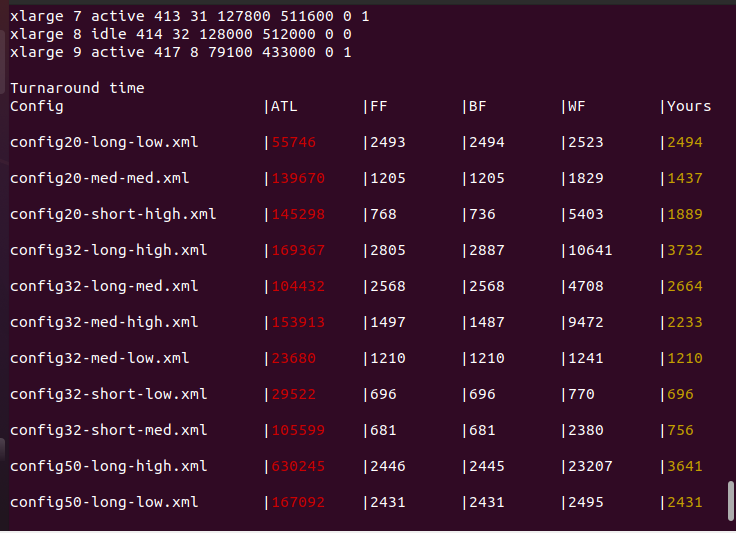 xlarge 7 active 413 31 127800 511600 0 1
xlarge 8 idle 414 32 128000 512000 0 0
xlarge 9 active 417 8 79100 433000 0 1
Turnaround time
Config |ATL |FF |BF |WF |Yours
config20-long-low.xml |55746 |2493 |2494 |2523 |2494
config20-med-med.xml |139670 |1205 |1205 |1829 |1437
config20-short-high.xml |145298 |768 |736 |5403 |1889
config32-long-high.xml |169367 |2805 |2887 |10641 |3732
config32-long-med.xml |104432 |2568 |2568 |4708 |2664
config32-med-high.xml |153913 |1497 |1487 |9472 |2233
config32-med-low.xml |23680 |1210 |1210 |1241 |1210
config32-short-low.xml |29522 |696 |696 |770 |696
config32-short-med.xml |105599 |681 |681 |2380 |756
config50-long-high.xml |630245 |2446 |2445 |23207 |3641
config50-long-low.xml |167092 |2431 |2431 |2495 |2431